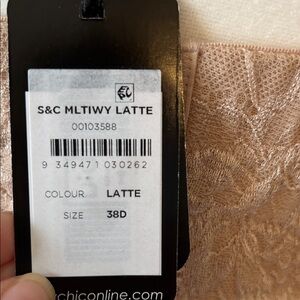 S&C MLTIWY LATTE
00103588
9 349471 030262
COLOUR LATTE
SIZE 38D
chiconline.com